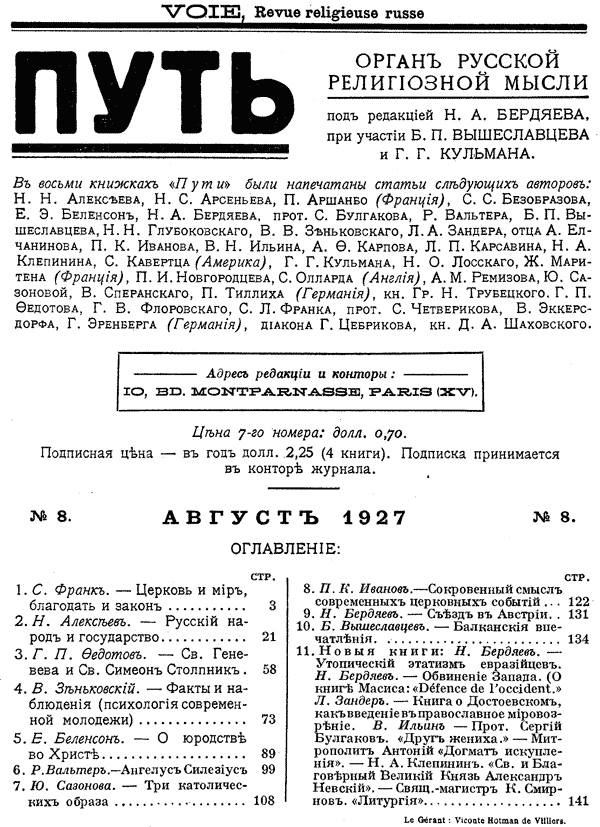 VOIE, Revue religieuse russe
ПУТЬ
ОРГАНЪ РУССКОЙ
РЕЛИГІОЗНОЙ МЫСЛИ
подъ редакціей Н. А. БЕРДЯЕВА,
при участіи Б. П. ВЫШЕСЛАВЦЕВА
и Г. Г. КУЛЬМАНА.
Въ восьми книжкахъ «Пути» были напечатаны статьи слѣдующихъ авторовъ:
Н. Н. Алексѣева, Н. С. Арсеньева, П. Аршанбо (Франція), С. С. Безобразова,
Е. Э. Беленсонъ, Н. А. Бердяева, прот. С. Булгакова, Р. Вальтера, Б. П. Вы-
шеславцева, Н. Н. Глубоковскаго, В. В. Зѣньковскаго, Л. А. Зандера, отца А. Ел-
чанинова, П. К. Иванова, В. Н. Ильина, А. Ѳ. Карпова, Л. П. Карсавина, Н. А.
Клепинина, С. Кавертца (Америка), Г. Г. Кульмана, Н. О. Лосскаго, Ж. Мари-
тена (Франція), П. И. Новгородцева, С. Олларда (Англія), А. М. Ремизова, Ю. Са-
зоновой, В. Сперанскаго, П. Тиллиха (Германія), кн. Гр. Н. Трубецкого. Г. П.
Ѳедотова, Г. В. Флоровскаго, С. Л. Франка, прот. С. Четверикова, В. Эккерс-
дорфа, Г. Эренберга (Германія), діакона Г. Цебрикова, кн. Д. А. Шаховского.
Адресъ редакціи и конторы :
10, BD. MONTPARNASSE, PARIS (XV).
Цѣна 7-го номера: долл. 0,70.
Подписная цѣна — въ годъ долл. 2,25 (4 книги). Подписка принимается
въ конторѣ журнала.
№ 8. АВГУСТЪ 1927 № 8.
ОГЛАВЛЕНІЕ:
СТР.
1. С. Франкъ. — Церковь и міръ,
благодать и законъ .......... 3
2. Н. Алексѣевъ. — Русскій на-
родъ и государство........... 21
3. Г. П. Ѳедотовъ. — Св. Гене-
вева и Св. Симеонъ Столпникъ. 58
4. В. Зѣньковскій. — Факты и на-
блюденія (психологія современ-
ной молодежи) .............. 73
5. Е. Беленсонъ. — О юродствѣ
во Христѣ.................. 89
6. Р. Вальтеръ.—Ангелусъ Силезіусъ 99
7. Ю. Сазонова. — Три католичес-
кихъ образа ................ 108
СТР.
8. П. К. Ивановъ.—Сокровенный смыслъ
современныхъ церковныхъ событій ... 122
9. Н. Бердяевъ. — Съѣздъ въ Австріи. . 131
10. Б. Вышеславцевъ. — Балканскія впе-
чатлѣнія. ........................ 134
11. Новыя книги: Н. Бердяевъ. —
Утопическій этатизмъ евразійцевъ.
Н. Бердяевъ. — Обвиненіе Запада. (О
книгѣ Масиса: «Défence de l'occident.»
Л. Зандеръ. — Книга о Достоевскомъ,
какъ введеніе въ православное міровоз-
рѣніе. В. Ильинъ — Прот. Сергій
Булгаковъ. «Другъ жениха.» — Мит-
рополитъ Антоній «Догматъ искупле-
нія». — Н. А. Клепининъ. «Св. и Бла-
говѣрный Великій Князь Александръ
Невскій». — Свящ.-магистръ К. Смир-
новъ. «Литургія»................. 141
Le Gérant : Vicomte Hotman de Villiers.